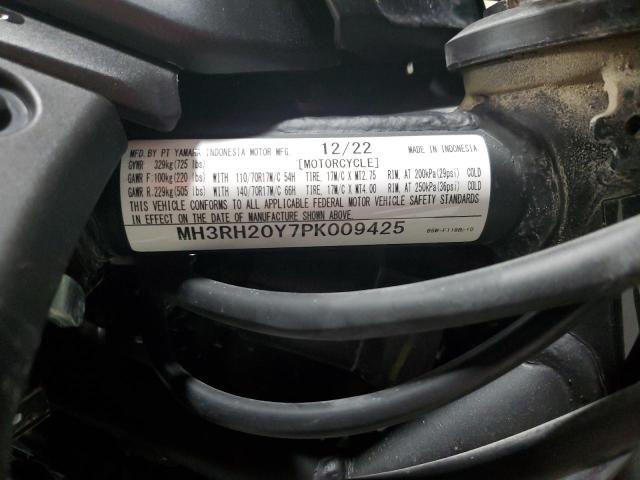 MFD. BY PT YAMAHA INDONESIA MOTOR MFG. 12/22 MADE IN INDONESIA
GVWR 329kg(725 lbs) [MOTORCYCLE]
GAWR F:100kg(220 lbs) WITH 110/70R17M/C 54H TIRE, 17M/C X MT2.75 RIM, AT 200kPa(29psi) COLD
GAWR R.229kg(505 lbs) WITH 140/70R17M/C 66H TIRE, 17M/C X MT4.00 RIM, AT 250kPa(36psi) COLD
THIS VEHICLE CONFORMS TO ALL APPLICABLE FEDERAL MOTOR VEHICLE SAFETY STANDARDS
IN EFFECT ON THE DATE OF MANUFACTURE SHOWN ABOVE.
MH3RH20Y7PK009425